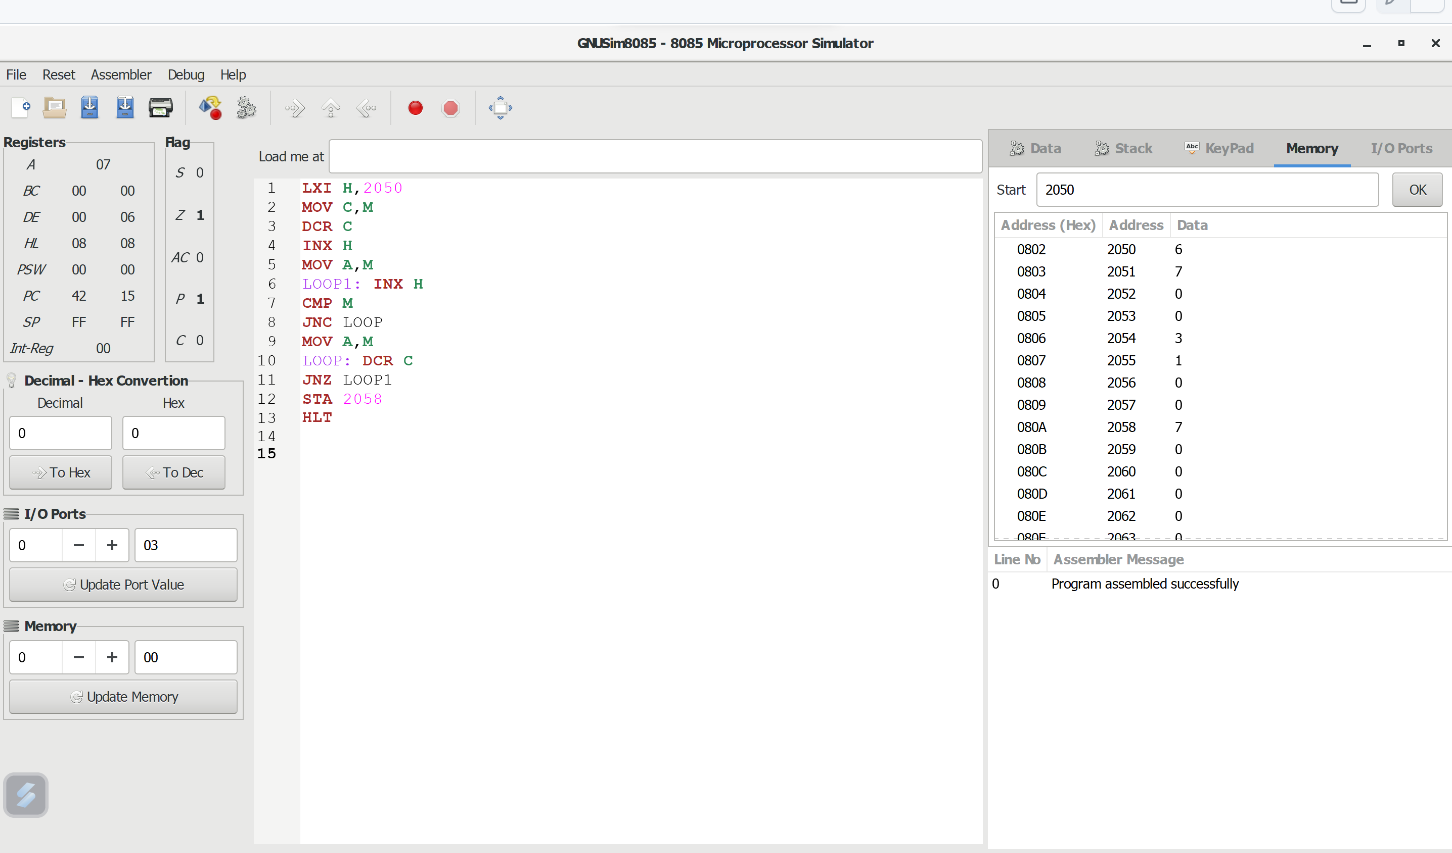 GNUSim8085 - 8085 Microprocessor Simulator
File Reset Assembler Debug Help
Registers
A 07
BC 00 00
DE 00 06
HL 08 08
PSW 00 00
PC 42 15
SP FF FF
Int-Reg 00
Flag
S 0
Z 1
AC 0
P 1
C 0
Decimal - Hex Convertion
Decimal Hex
0 0
To Hex To Dec
I/O Ports
0 − + 03
Update Port Value
Memory
0 − + 00
Update Memory
Load me at
1 LXI H,2050
2 MOV C,M
3 DCR C
4 INX H
5 MOV A,M
6 LOOP1: INX H
7 CMP M
8 JNC LOOP
9 MOV A,M
10 LOOP: DCR C
11 JNZ LOOP1
12 STA 2058
13 HLT
14
15
Data Stack Abc KeyPad Memory I/O Ports
Start 2050 OK
Address (Hex) Address Data
0802 2050 6
0803 2051 7
0804 2052 0
0805 2053 0
0806 2054 3
0807 2055 1
0808 2056 0
0809 2057 0
080A 2058 7
080B 2059 0
080C 2060 0
080D 2061 0
080E 2062 0
080F 2063 0
Line No Assembler Message
0 Program assembled successfully